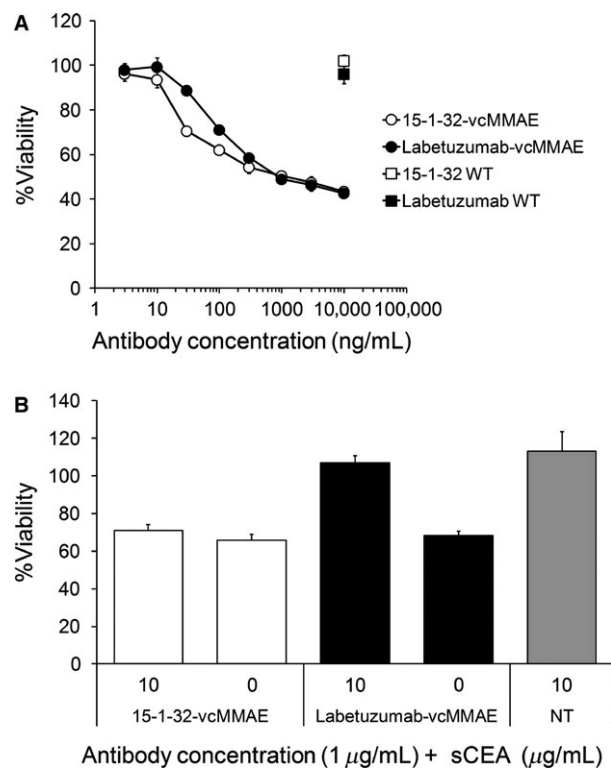 A
120
100
80
60
40
20
0
%Viability
1 10 100 1000 10,000 100,000
Antibody concentration (ng/mL)
15-1-32-vcMMAE
Labetuzumab-vcMMAE
15-1-32 WT
Labetuzumab WT
B
140
120
100
80
60
40
20
0
%Viability
10 0 10 0 10
15-1-32-vcMMAE Labetuzumab-vcMMAE NT
Antibody concentration (1 μg/mL) + sCEA (μg/mL)